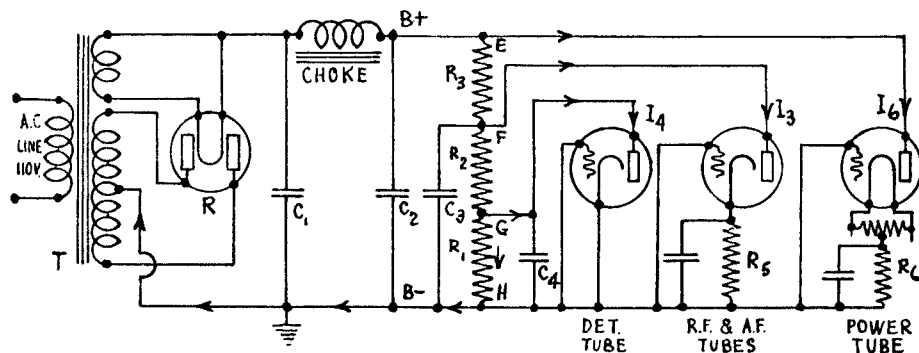 A.C
LINE
110V.
T
R
C1
CHOKE
B+
C2
B-
C3
R3
R2
R1
E
F
G
H
C4
I4
I3
I6
R5
R6
DET.
TUBE
R.F. & A.F.
TUBES
POWER
TUBE